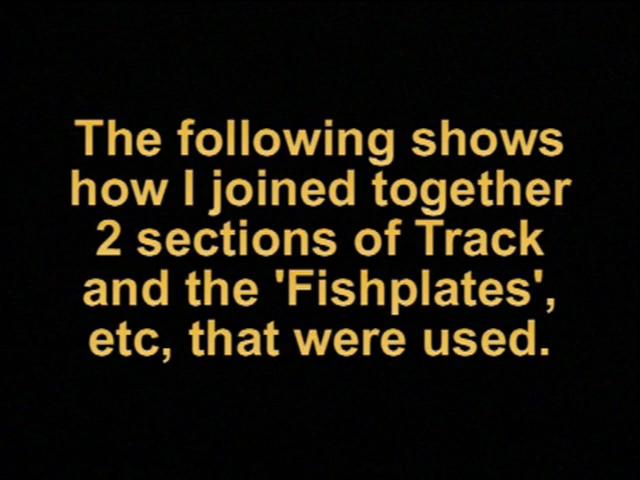 The following shows
how I joined together
2 sections of Track
and the 'Fishplates',
etc, that were used.